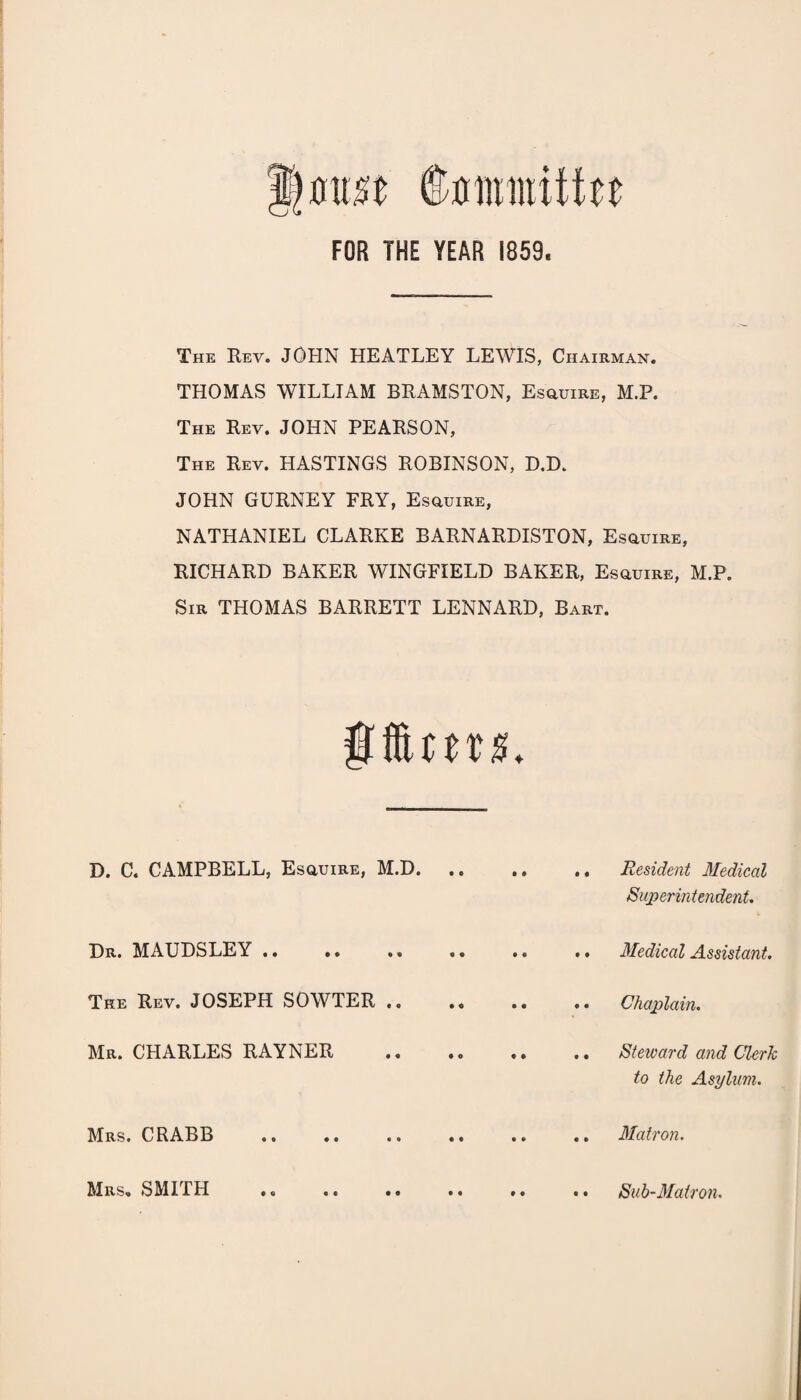 House Committee
FOR THE YEAR 1859.
The Rev. JOHN HEATLEY LEWIS, Chairman.
THOMAS WILLIAM BRAMSTON, Esquire, M.P.
The Rev. JOHN PEARSON,
The Rev. HASTINGS ROBINSON, D.D.
JOHN GURNEY FRY, Esquire,
NATHANIEL CLARKE BARNARDISTON, Esquire,
RICHARD BAKER WINGFIELD BAKER, Esquire, M.P.
Sir THOMAS BARRETT LENNARD, Bart.
Officers.
D. C. CAMPBELL, Esquire, M.D. .. .. .. Resident Medical
Superintendent.
Dr. MAUDSLEY .. .. .. .. .. .. Medical Assistant.
The Rev. JOSEPH SOWTER .. .. .. .. Chaplain.
Mr. CHARLES RAYNER .. .. .. .. Steward and Clerk
to the Asylum.
Mrs. CRABB .. .. .. .. .. .. Matron.
Mrs. SMITH .. .. .. .. .. .. Sub-Matron.